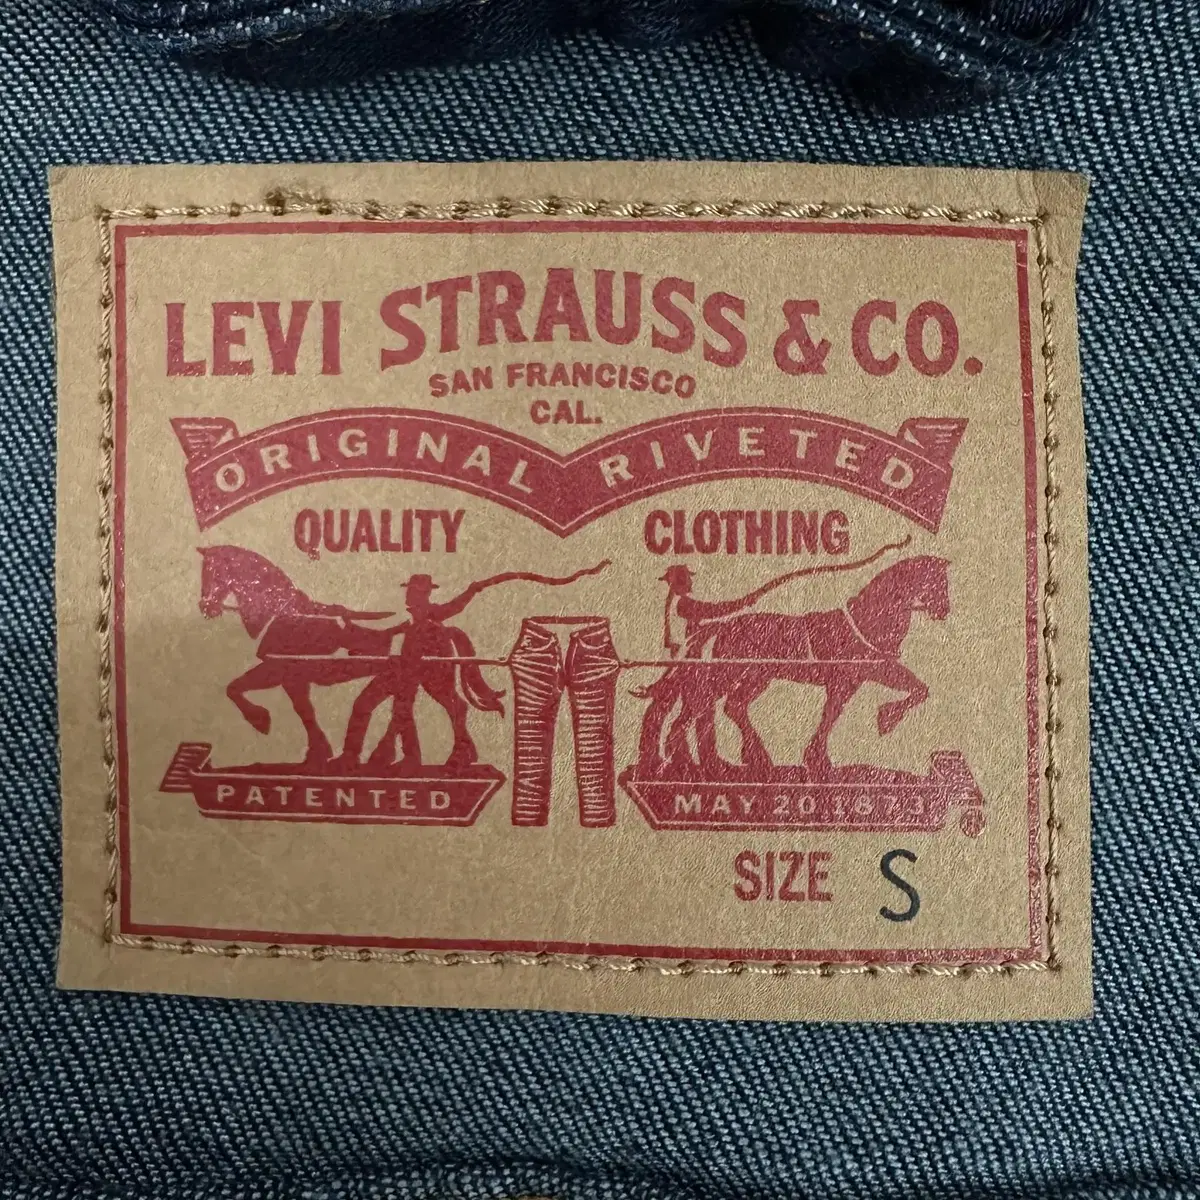 LEVI STRAUSS & CO.
SAN FRANCISCO
CAL.
ORIGINAL RIVETED
QUALITY CLOTHING
PATENTED MAY 20 1873
®
SIZE S